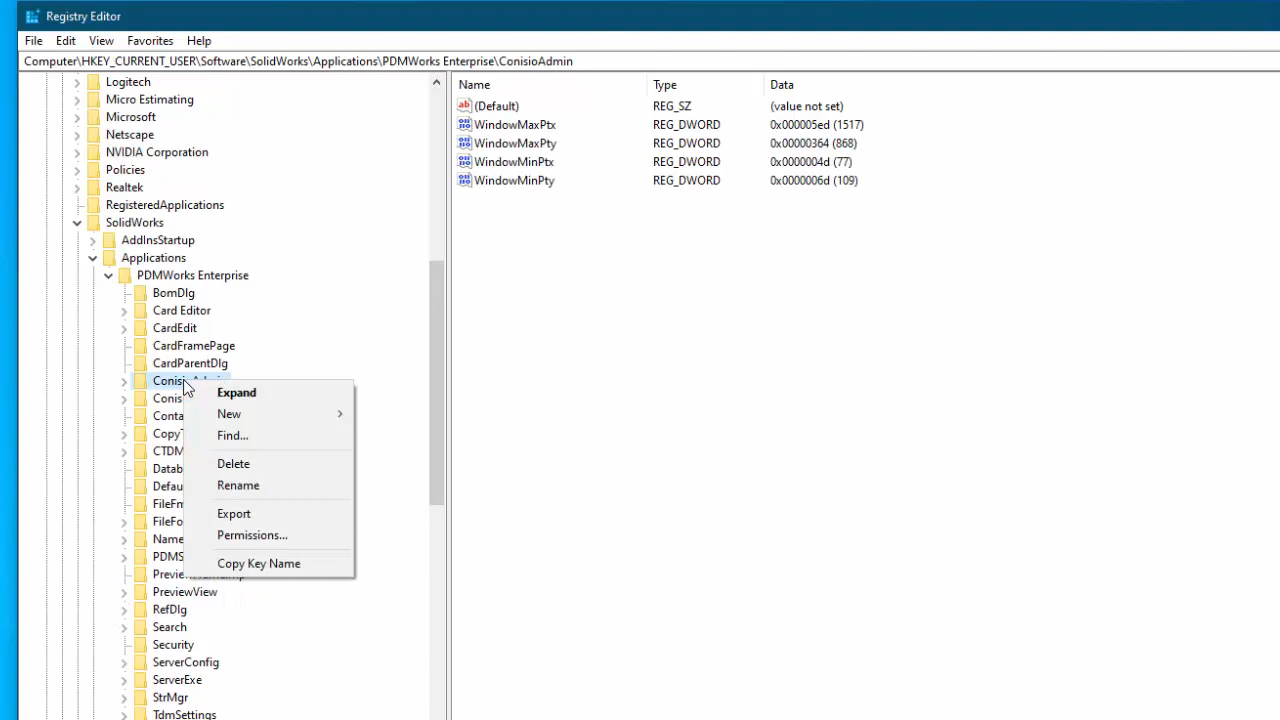 Registry Editor
File Edit View Favorites Help
Computer\HKEY_CURRENT_USER\Software\SolidWorks\Applications\PDMWorks Enterprise\ConisioAdmin
Logitech
Micro Estimating
Microsoft
Netscape
NVIDIA Corporation
Policies
Realtek
RegisteredApplications
SolidWorks
AddInsStartup
Applications
PDMWorks Enterprise
BomDlg
Card Editor
CardEdit
CardFramePage
CardParentDlg
Conis
Conis
Conta
CopyT
CTDM
Datab
Defau
FileFm
FileFo
Name
PDMS
PreviewView
RefDlg
Search
Security
ServerConfig
ServerExe
StrMgr
TdmSettings
Expand
New
Find...
Delete
Rename
Export
Permissions...
Copy Key Name
Name Type Data
(Default) REG_SZ (value not set)
WindowMaxPtx REG_DWORD 0x000005ed (1517)
WindowMaxPty REG_DWORD 0x00000364 (868)
WindowMinPtx REG_DWORD 0x0000004d (77)
WindowMinPty REG_DWORD 0x0000006d (109)